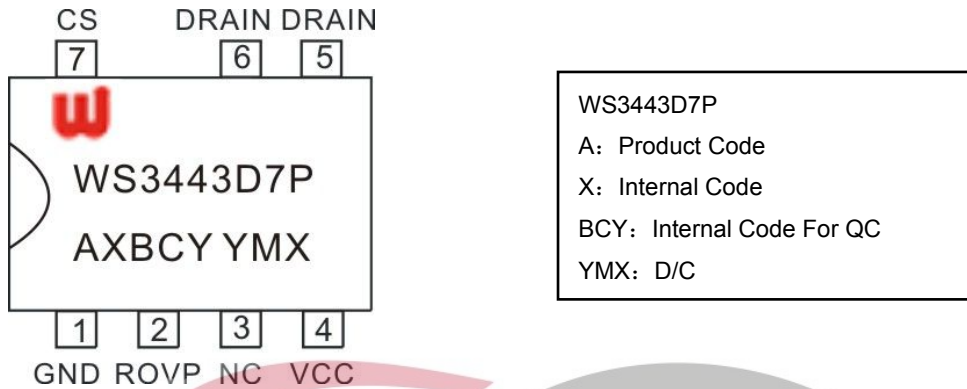 CS DRAIN DRAIN
7 6 5
WS3443D7P
AXBCY YMX
1 2 3 4
GND ROVP NC VCC
WS3443D7P
A：Product Code
X：Internal Code
BCY：Internal Code For QC
YMX：D/C